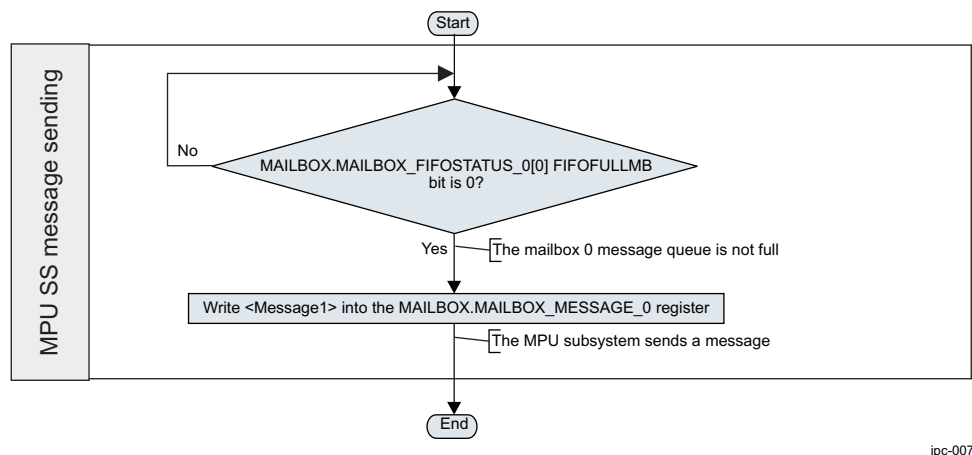 Start
MPU SS message sending
No
MAILBOX.MAILBOX_FIFOSTATUS_0[0] FIFOFULLMB
bit is 0?
Yes
The mailbox 0 message queue is not full
Write <Message1> into the MAILBOX.MAILBOX_MESSAGE_0 register
The MPU subsystem sends a message
End
ipc-007